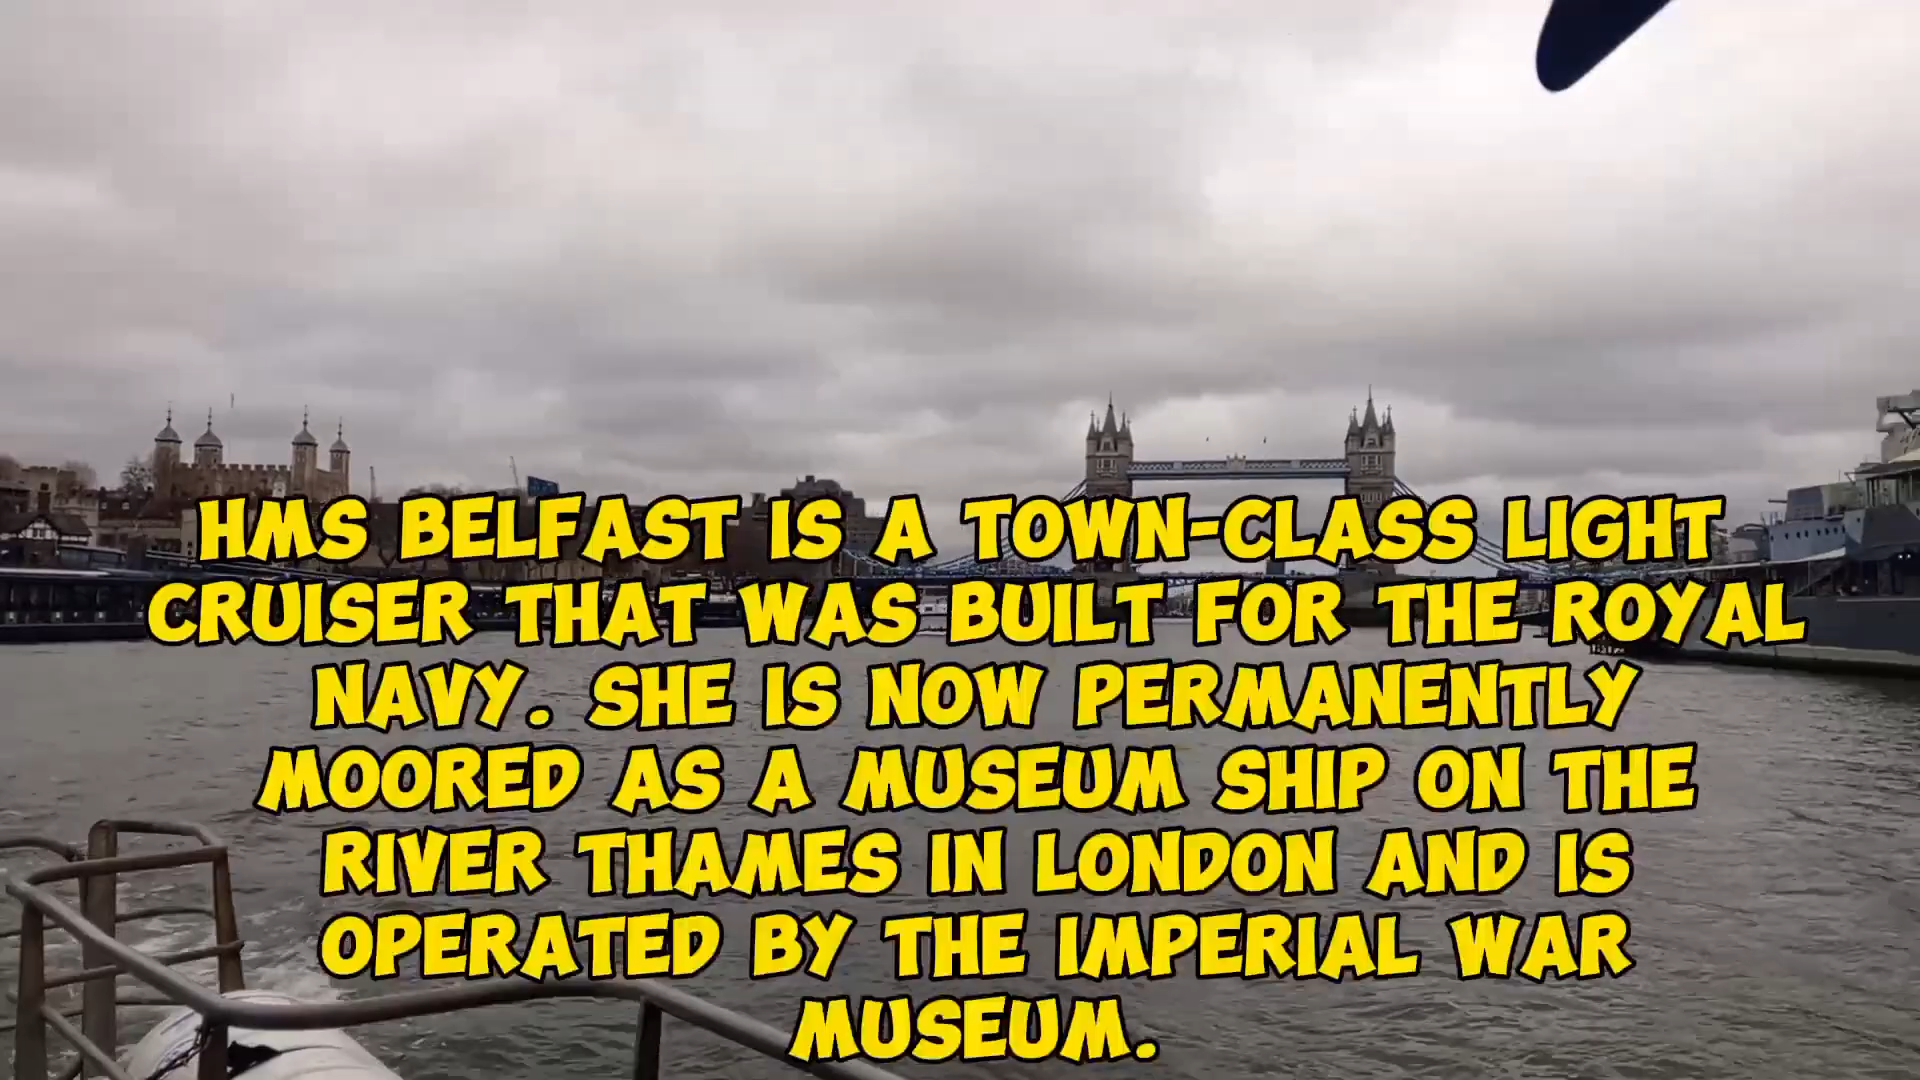 HMS BELFAST IS A TOWN-CLASS LIGHT
CRUISER THAT WAS BUILT FOR THE ROYAL
NAVY. SHE IS NOW PERMANENTLY
MOORED AS A MUSEUM SHIP ON THE
RIVER THAMES IN LONDON AND IS
OPERATED BY THE IMPERIAL WAR
MUSEUM.